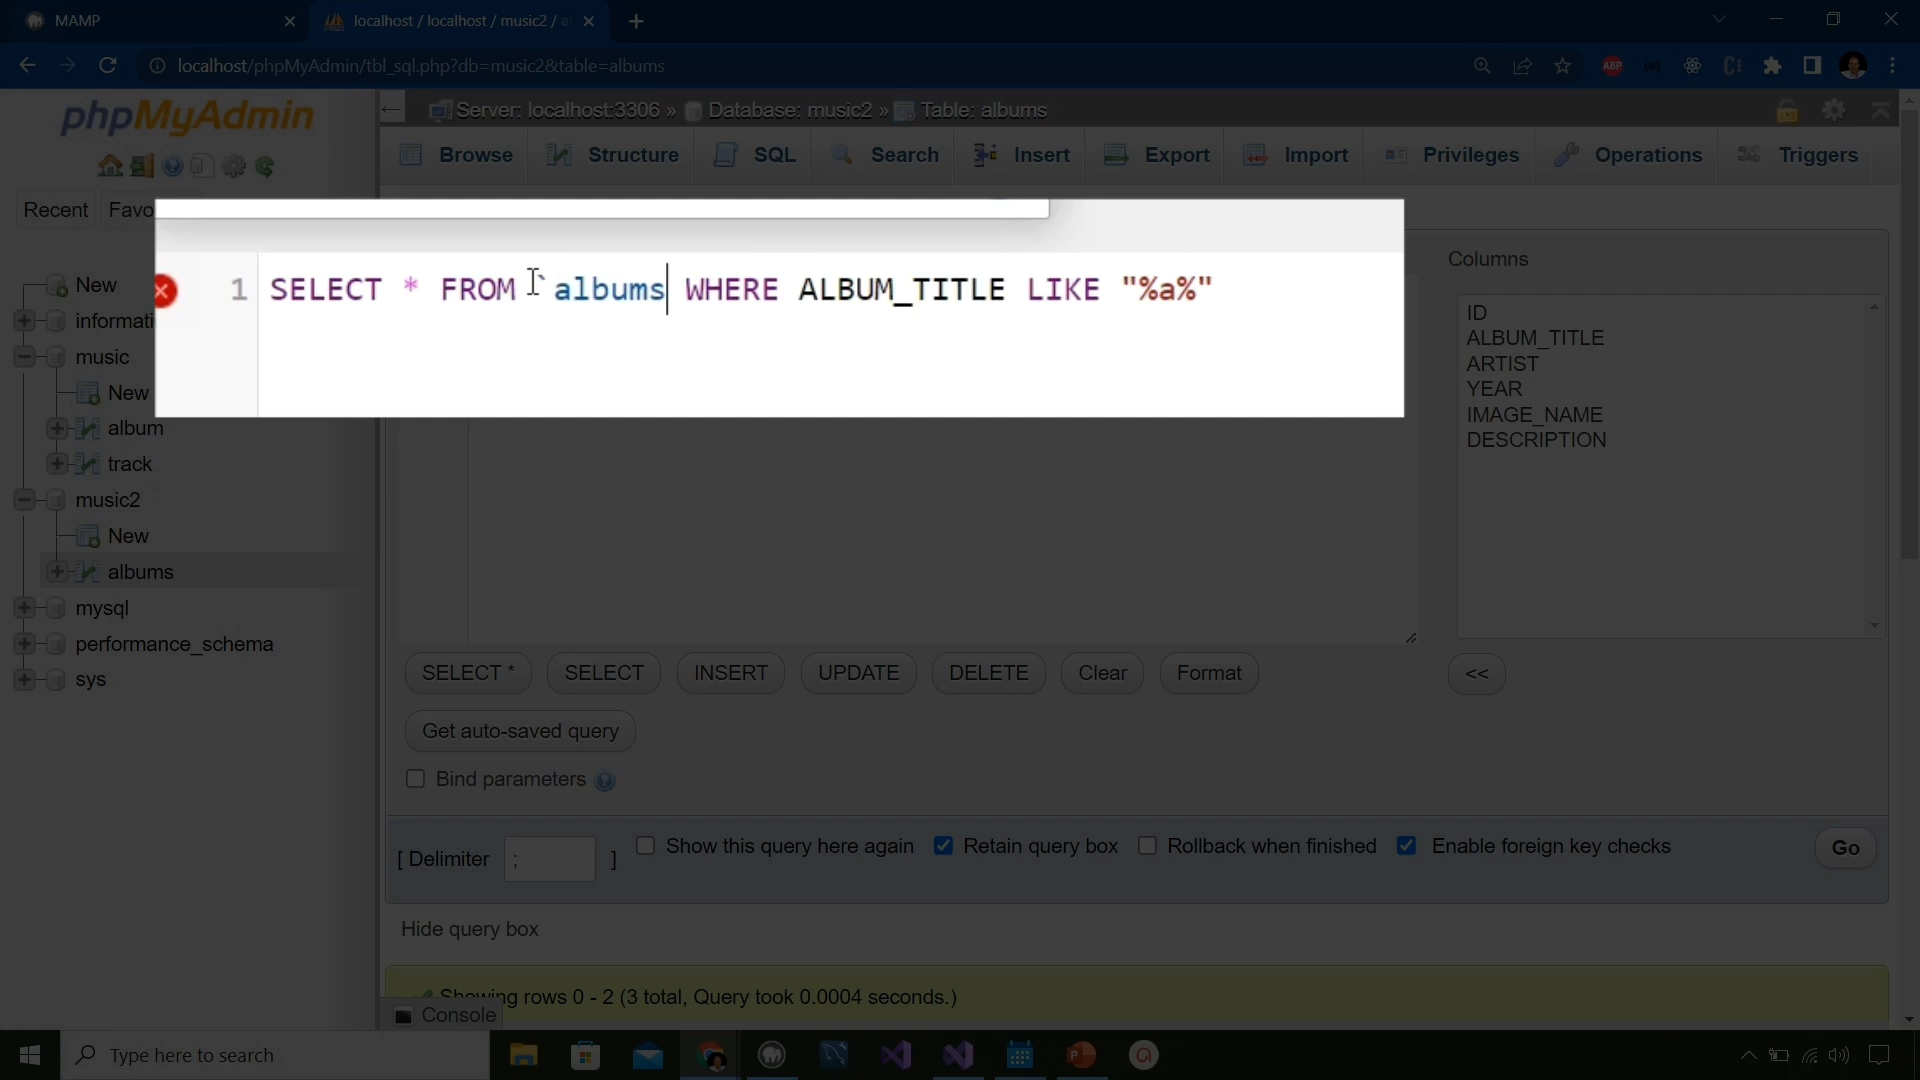 MAMP
localhost / localhost / music2 / a
localhost/phpMyAdmin/tbl_sql.php?db=music2&table=albums
ABP
phpMyAdmin
Server: localhost:3306 » Database: music2 » Table: albums
Browse Structure SQL Search Insert Export Import Privileges Operations Triggers
Recent Favo
1 SELECT * FROM `albums WHERE ALBUM_TITLE LIKE "%a%"
New
informati
music
New
album
track
music2
New
albums
mysql
performance_schema
sys
Columns
ID
ALBUM_TITLE
ARTIST
YEAR
IMAGE_NAME
DESCRIPTION
SELECT * SELECT INSERT UPDATE DELETE Clear Format <<
Get auto-saved query
Bind parameters
[ Delimiter ; ] Show this query here again Retain query box Rollback when finished Enable foreign key checks Go
Hide query box
Showing rows 0 - 2 (3 total, Query took 0.0004 seconds.)
Console
Type here to search